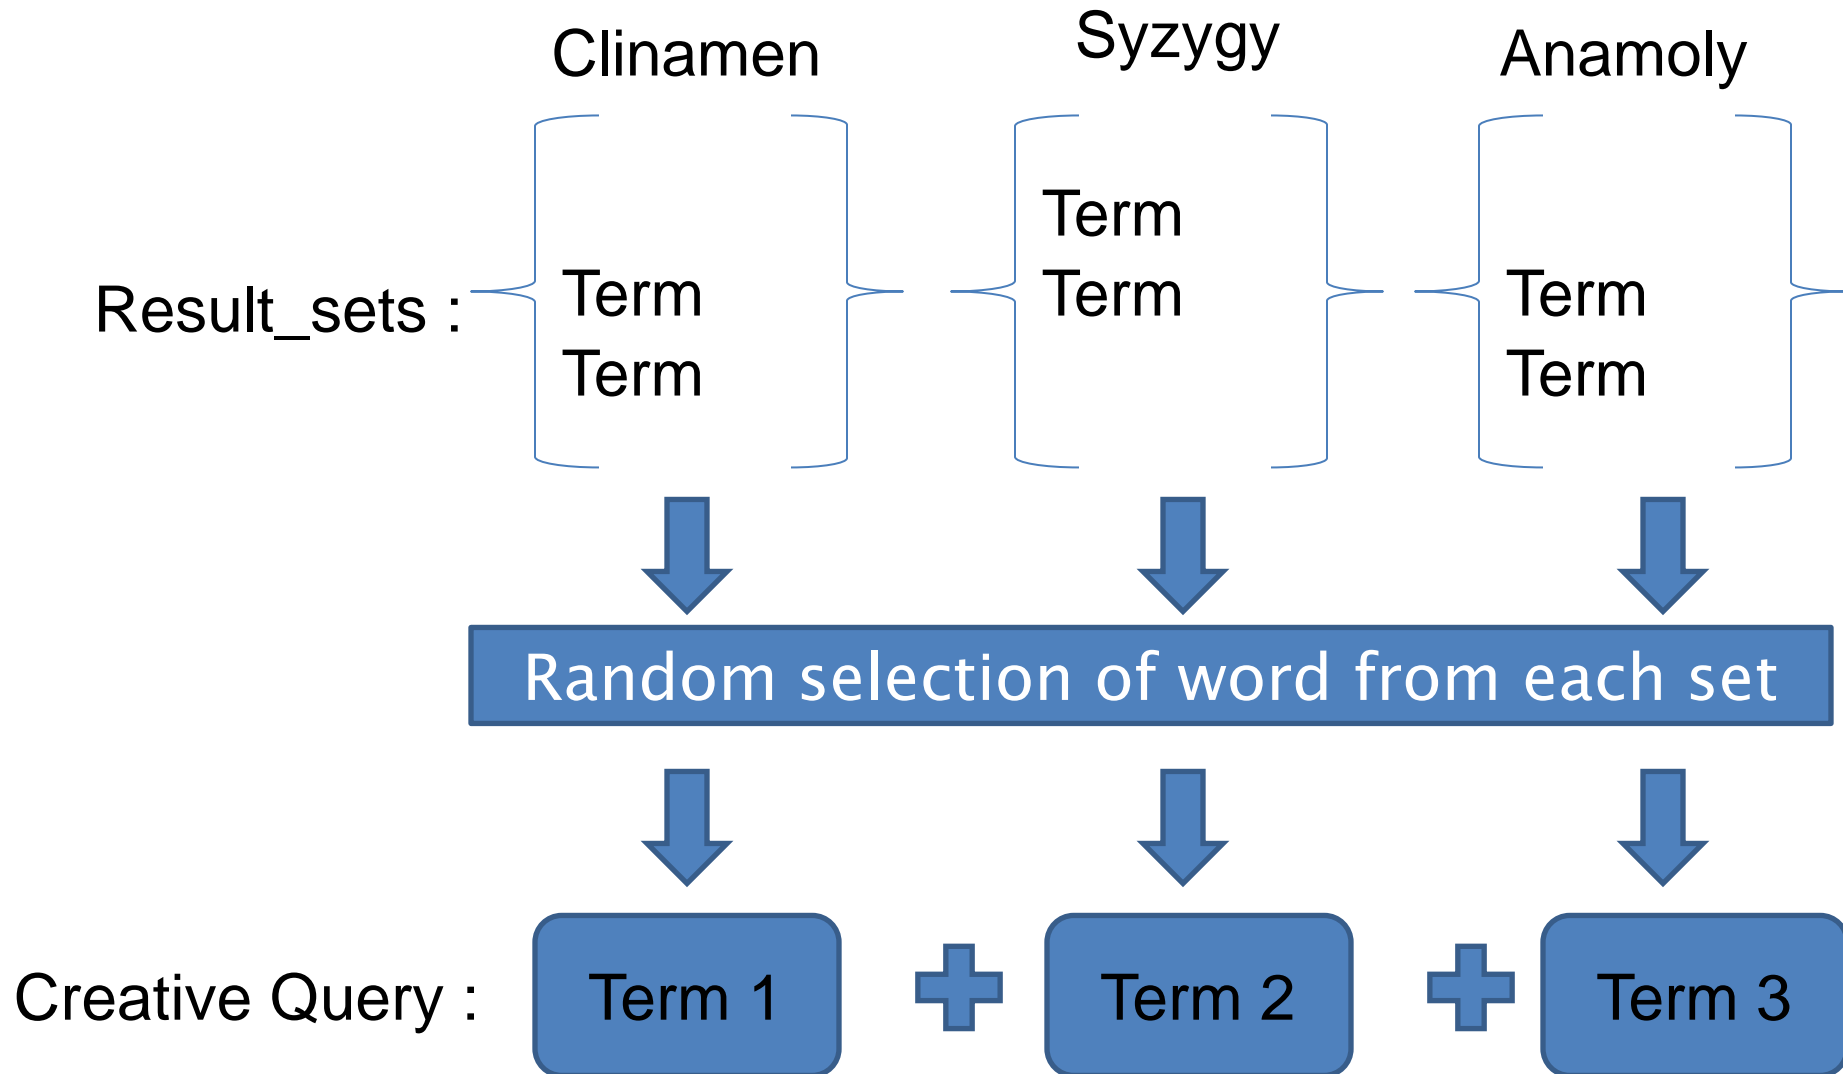 Clinamen Syzygy Anamoly
Term
Result_sets : Term Term Term
Term Term
Random selection of word from each set
Creative Query : Term 1 Term 2 Term 3